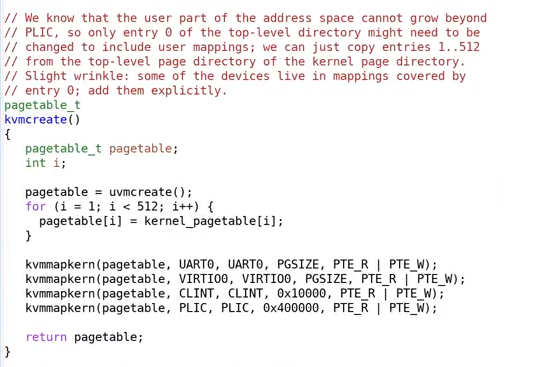 // We know that the user part of the address space cannot grow beyond
// PLIC, so only entry 0 of the top-level directory might need to be
// changed to include user mappings; we can just copy entries 1..512
// from the top-level page directory of the kernel page directory.
// Slight wrinkle: some of the devices live in mappings covered by
// entry 0; add them explicitly.
pagetable_t
kvmcreate()
{
   pagetable_t pagetable;
   int i;

   pagetable = uvmcreate();
   for (i = 1; i < 512; i++) {
     pagetable[i] = kernel_pagetable[i];
   }

   kvmmapkern(pagetable, UART0, UART0, PGSIZE, PTE_R | PTE_W);
   kvmmapkern(pagetable, VIRTIO0, VIRTIO0, PGSIZE, PTE_R | PTE_W);
   kvmmapkern(pagetable, CLINT, CLINT, 0x10000, PTE_R | PTE_W);
   kvmmapkern(pagetable, PLIC, PLIC, 0x400000, PTE_R | PTE_W);

   return pagetable;
}